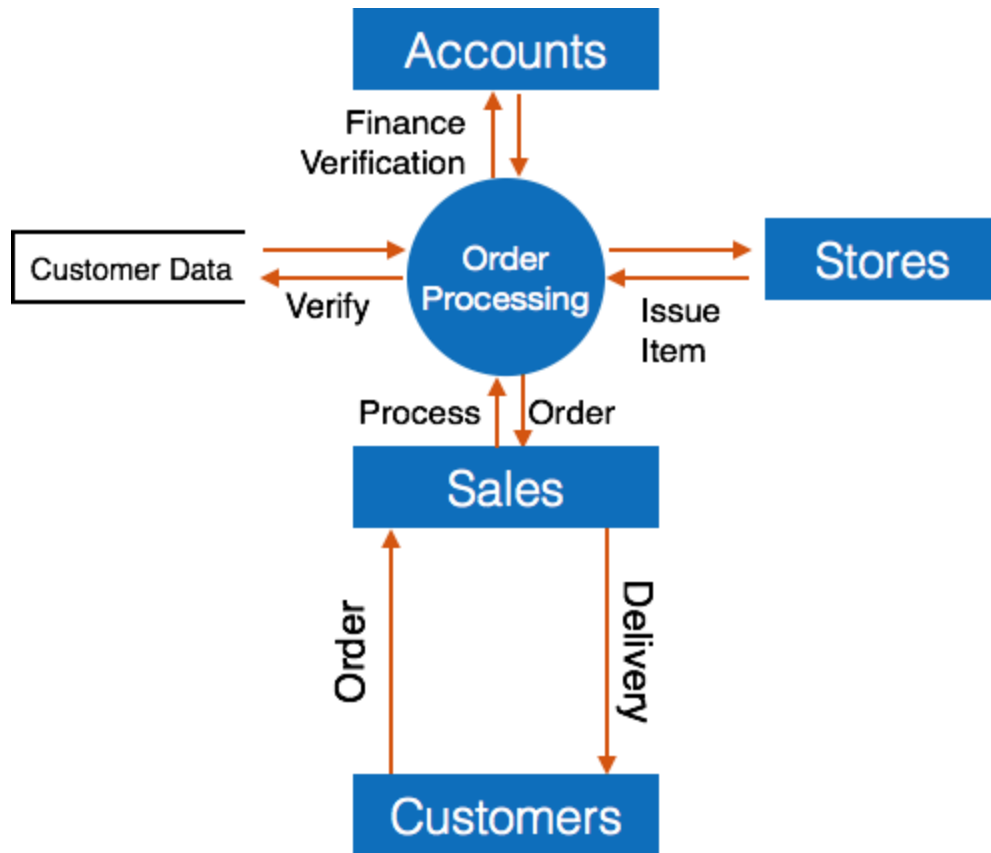 Accounts
Finance
Verification
Customer Data
Order
Processing
Stores
Verify
Issue
Item
Process
Order
Sales
Order
Delivery
Customers